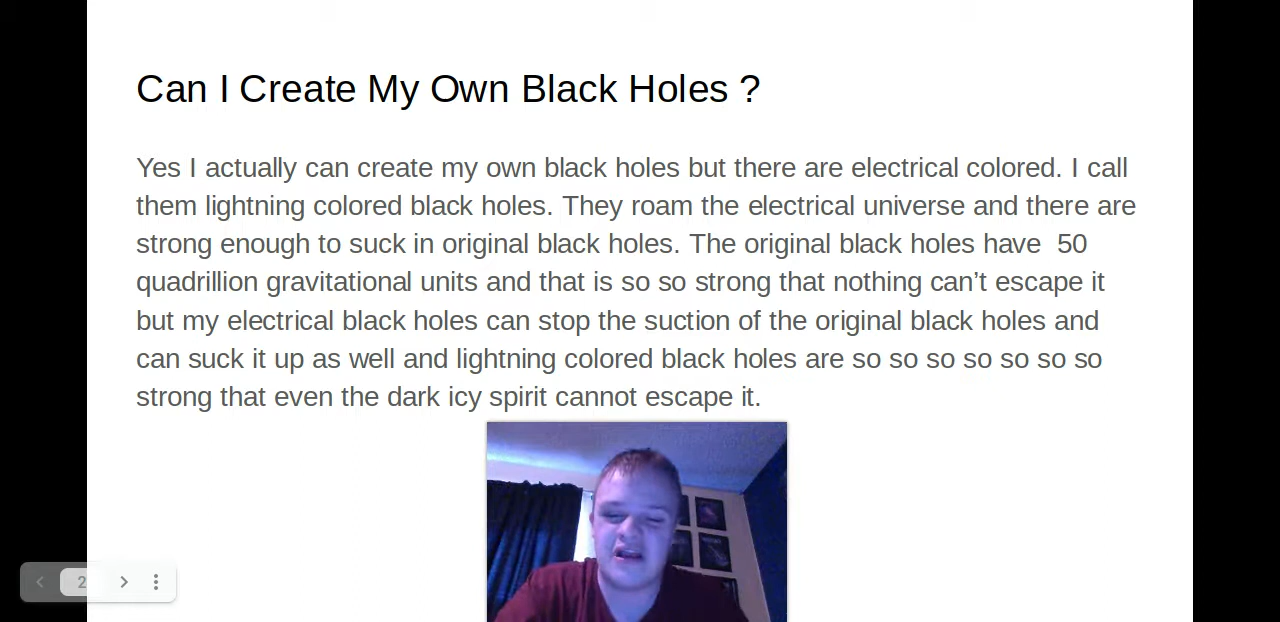 Can I Create My Own Black Holes ?
Yes I actually can create my own black holes but there are electrical colored. I call
them lightning colored black holes. They roam the electrical universe and there are
strong enough to suck in original black holes. The original black holes have  50
quadrillion gravitational units and that is so so strong that nothing can’t escape it
but my electrical black holes can stop the suction of the original black holes and
can suck it up as well and lightning colored black holes are so so so so so so so
strong that even the dark icy spirit cannot escape it.
2